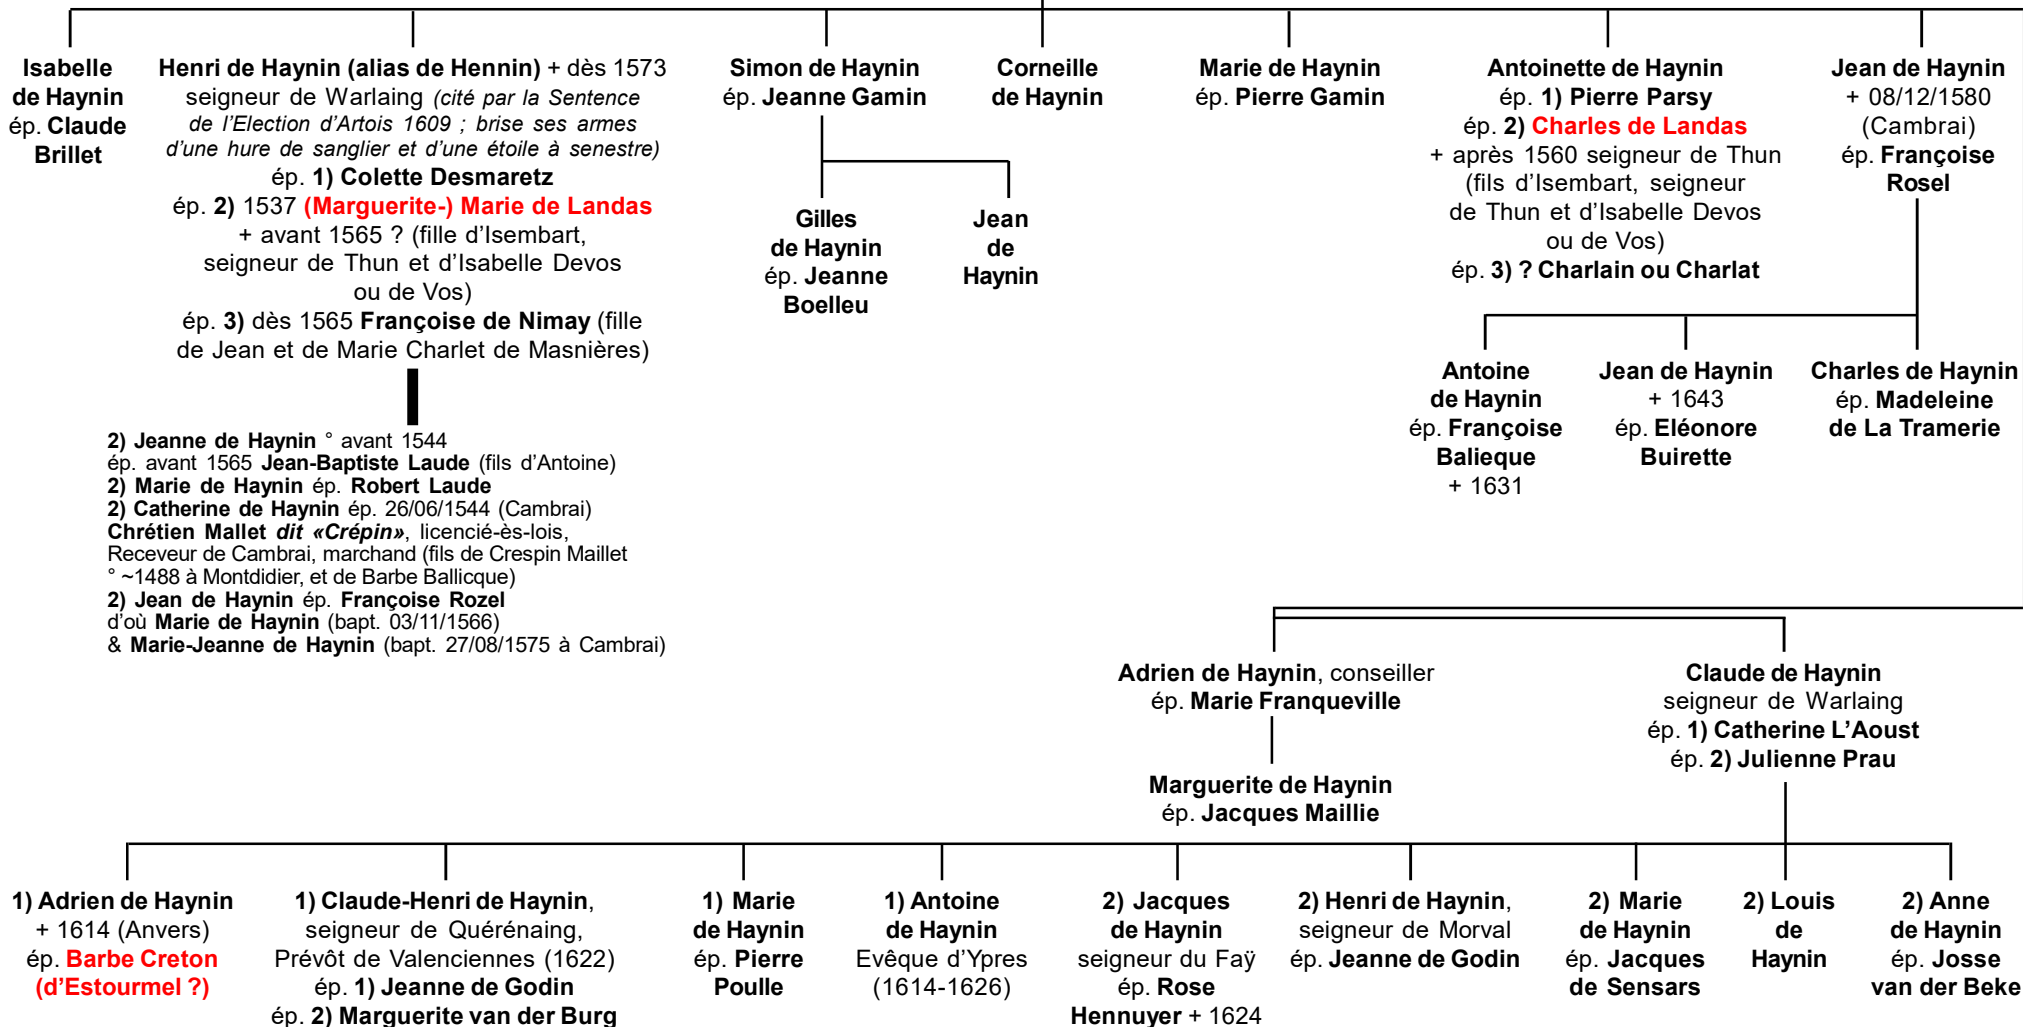 Isabelle
de Haynin
ép. Claude
Brillet
Henri de Haynin (alias de Hennin) + dès 1573
seigneur de Warlaing (cité par la Sentence
de l'Election d'Artois 1609 ; brise ses armes
d'une hure de sanglier et d'une étoile à senestre)
ép. 1) Colette Desmaretz
ép. 2) 1537 (Marguerite-) Marie de Landas
+ avant 1565 ? (fille d'Isembart,
seigneur de Thun et d'Isabelle Devos
ou de Vos)
ép. 3) dès 1565 Françoise de Nimay (fille
de Jean et de Marie Charlet de Masnières)
Simon de Haynin
ép. Jeanne Gamin
Corneille
de Haynin
Marie de Haynin
ép. Pierre Gamin
Antoinette de Haynin
ép. 1) Pierre Parsy
ép. 2) Charles de Landas
+ après 1560 seigneur de Thun
(fils d'Isembart, seigneur
de Thun et d'Isabelle Devos
ou de Vos)
ép. 3) ? Charlain ou Charlat
Jean de Haynin
+ 08/12/1580
(Cambrai)
ép. Françoise
Rosel
Gilles
de Haynin
ép. Jeanne
Boelleu
Jean
de
Haynin
Antoine
de Haynin
ép. Françoise
Balieque
+ 1631
Jean de Haynin
+ 1643
ép. Eléonore
Buirette
Charles de Haynin
ép. Madeleine
de La Tramerie
2) Jeanne de Haynin ° avant 1544
ép. avant 1565 Jean-Baptiste Laude (fils d'Antoine)
2) Marie de Haynin ép. Robert Laude
2) Catherine de Haynin ép. 26/06/1544 (Cambrai)
Chrétien Mallet dit «Crépin», licencié-ès-lois,
Receveur de Cambrai, marchand (fils de Crespin Maillet
° ~1488 à Montdidier, et de Barbe Ballicque)
2) Jean de Haynin ép. Françoise Rozel
d'où Marie de Haynin (bapt. 03/11/1566)
& Marie-Jeanne de Haynin (bapt. 27/08/1575 à Cambrai)
Adrien de Haynin, conseiller
ép. Marie Franqueville
Claude de Haynin
seigneur de Warlaing
ép. 1) Catherine L'Aoust
ép. 2) Julienne Prau
Marguerite de Haynin
ép. Jacques Maillie
1) Adrien de Haynin
+ 1614 (Anvers)
ép. Barbe Creton
(d'Estourmel ?)
1) Claude-Henri de Haynin,
seigneur de Quérénaing,
Prévôt de Valenciennes (1622)
ép. 1) Jeanne de Godin
ép. 2) Marguerite van der Burg
1) Marie
de Haynin
ép. Pierre
Poulle
1) Antoine
de Haynin
Evêque d'Ypres
(1614-1626)
2) Jacques
de Haynin
seigneur du Faÿ
ép. Rose
Hennuyer + 1624
2) Henri de Haynin,
seigneur de Morval
ép. Jeanne de Godin
2) Marie
de Haynin
ép. Jacques
de Sensars
2) Louis
de
Haynin
2) Anne
de Haynin
ép. Josse
van der Beke